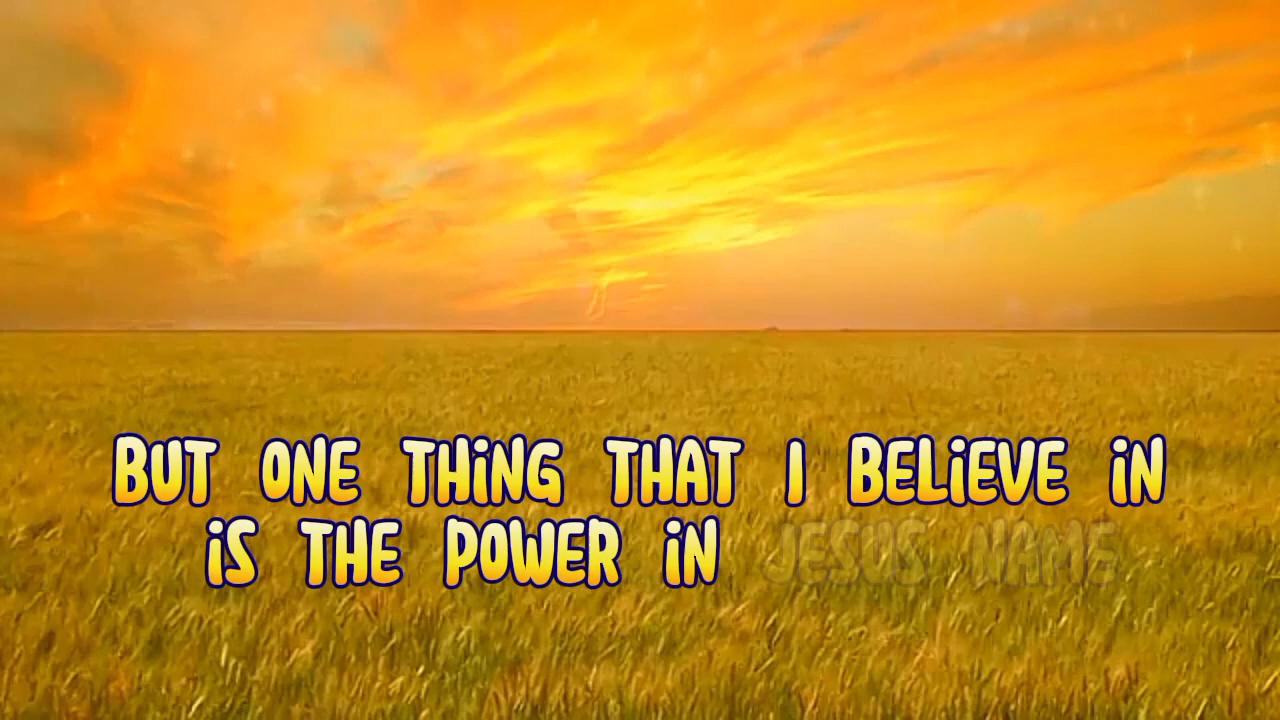 BUT ONE THING THAT I BELIEVE IN
IS THE POWER IN JESUS NAME